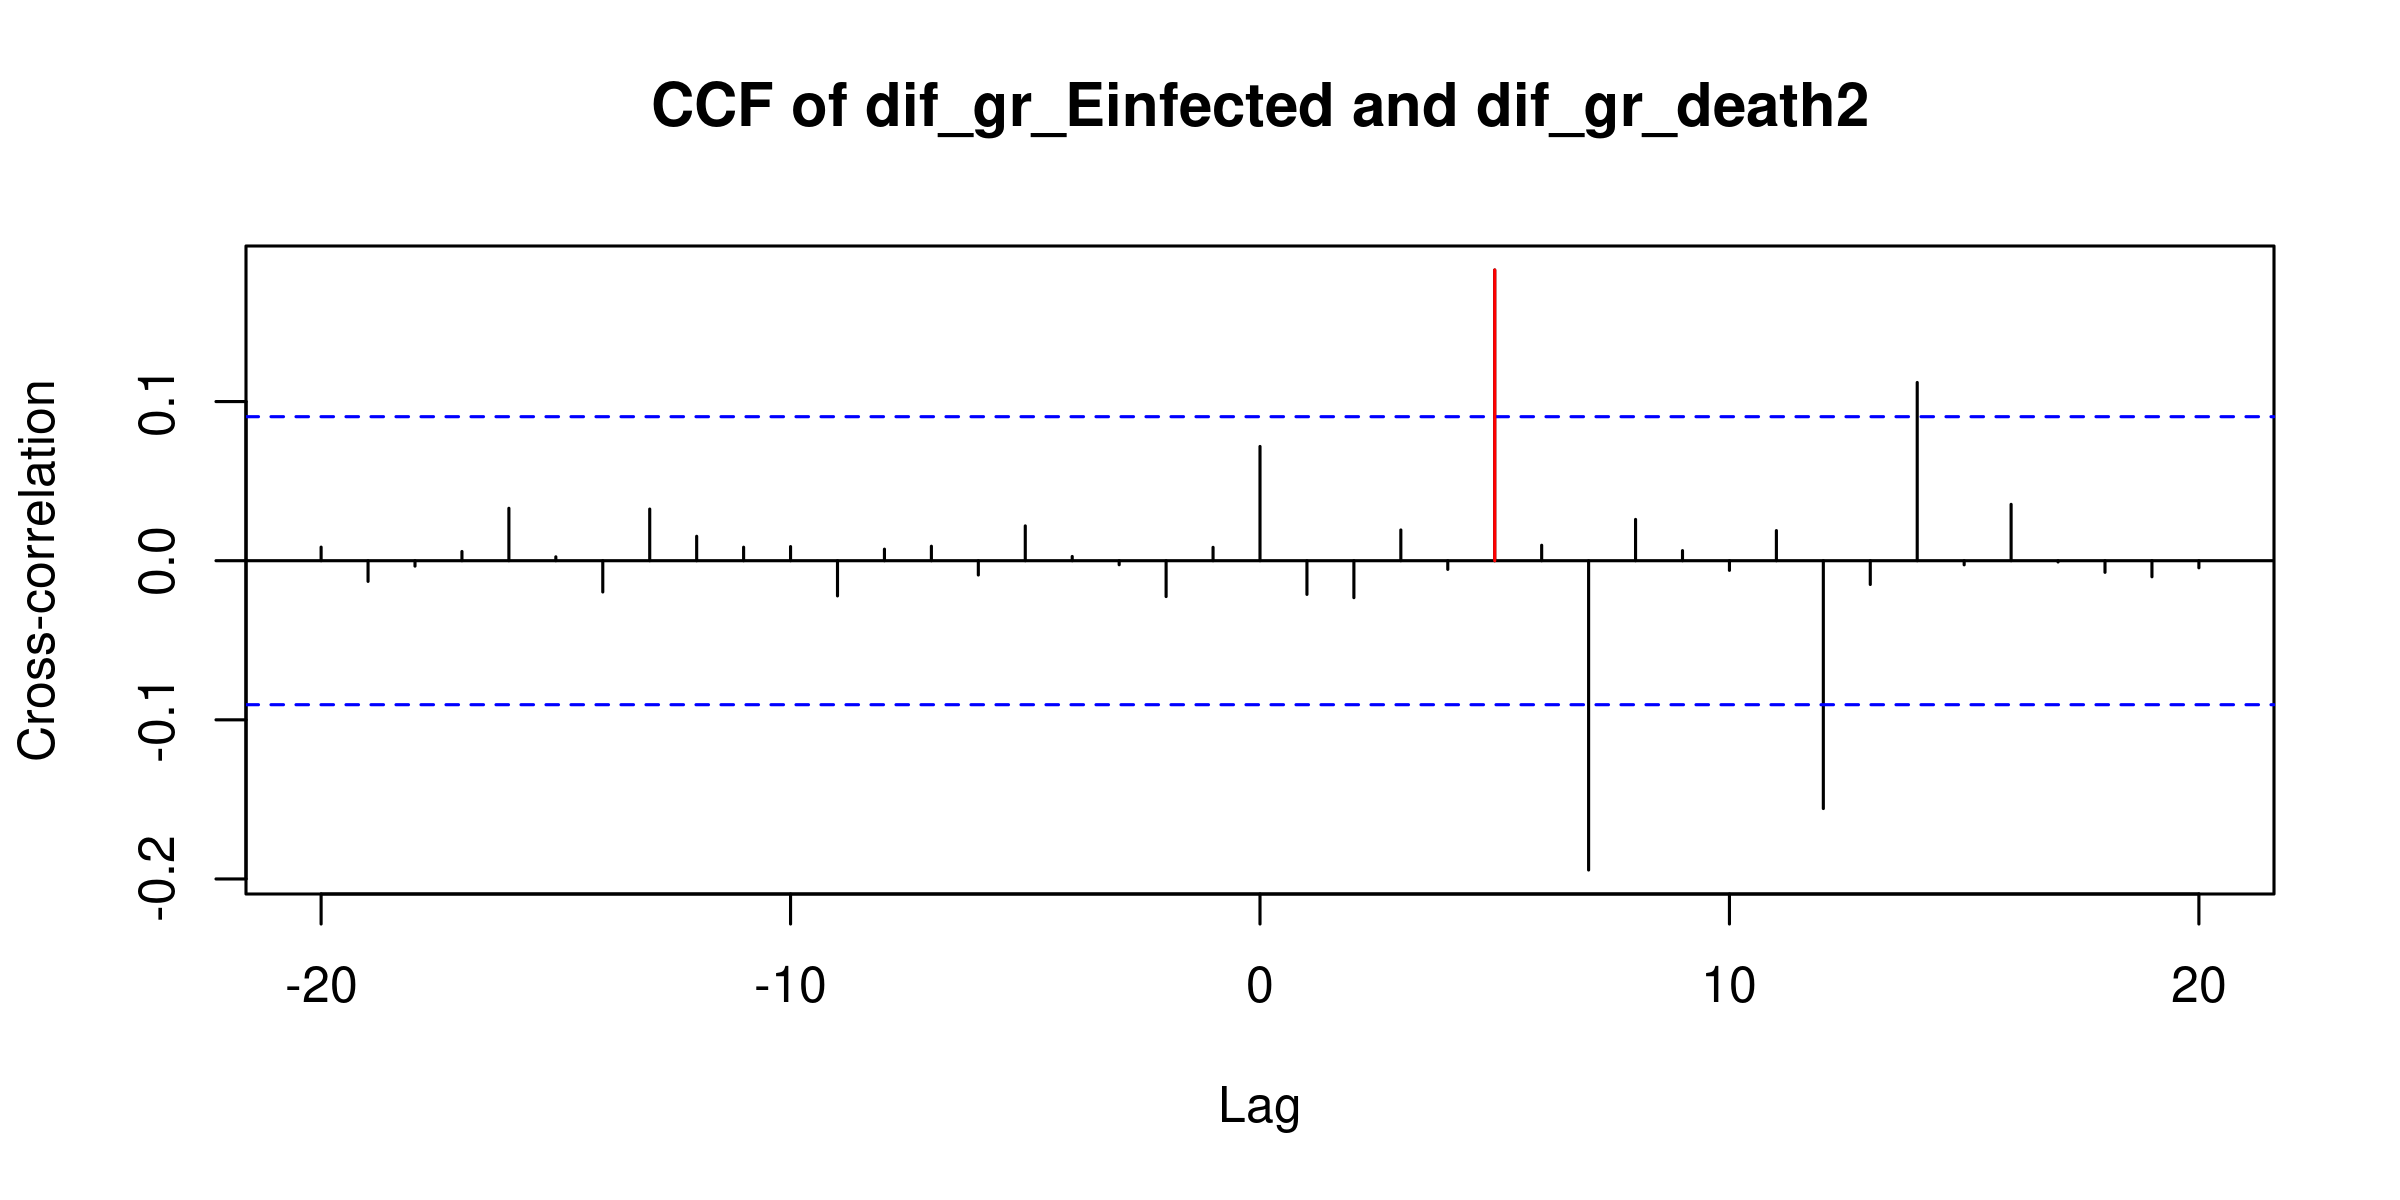 CCF of dif_gr_Einfected and dif_gr_death2
Cross-correlation
0.1
0.0
-0.1
-0.2
-20 -10 0 10 20
Lag